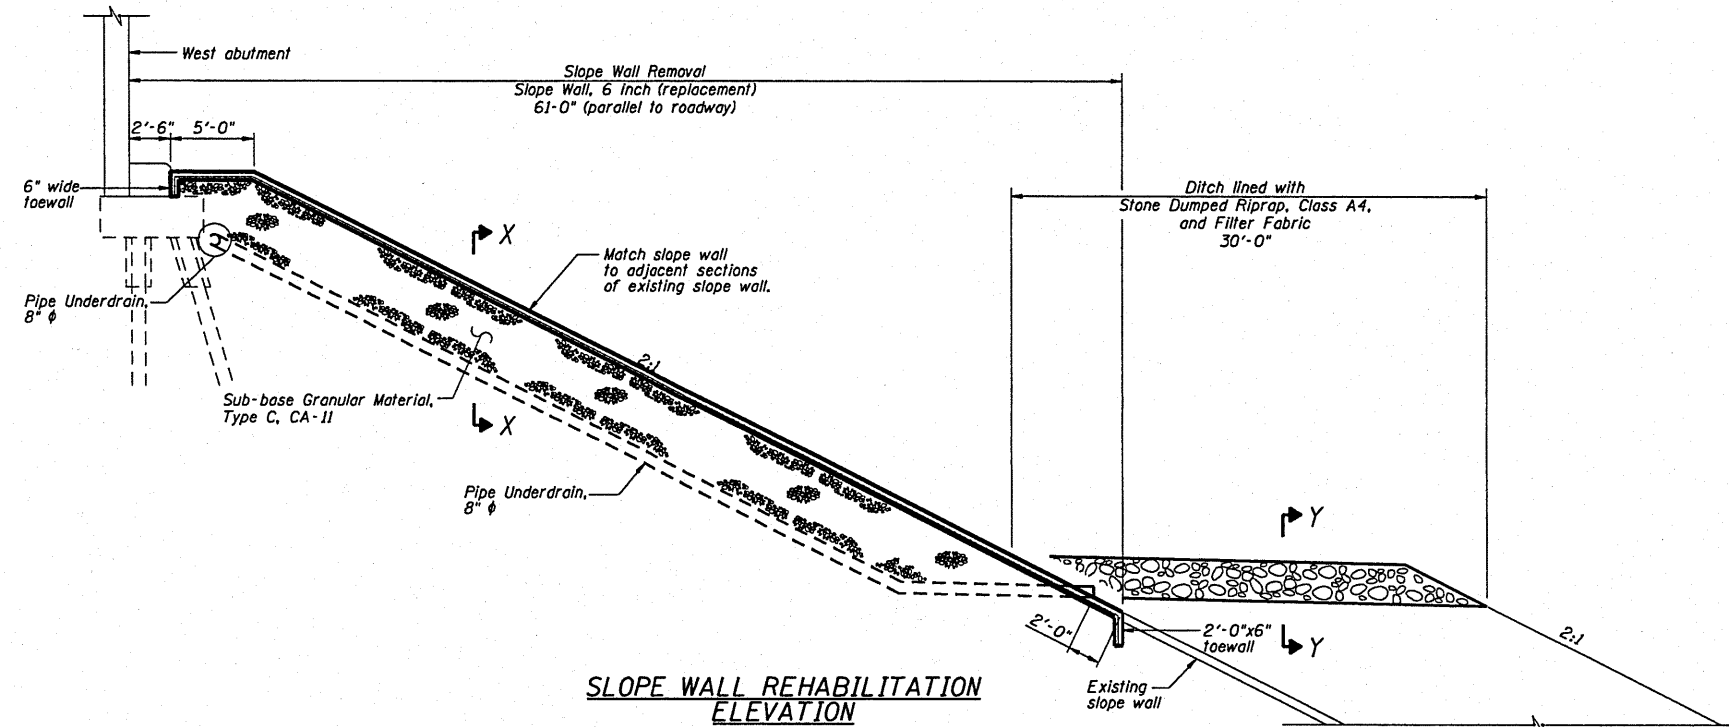 West abutment
Slope Wall Removal
Slope Wall, 6 inch (replacement)
61-0" (parallel to roadway)
2'-6"
5'-0"
6" wide
toewall
Ditch lined with
Stone Dumped Riprap, Class A4,
and Filter Fabric
30'-0"
X
Match slope wall
to adjacent sections
of existing slope wall.
Pipe Underdrain,
8" φ
2:1
Sub-base Granular Material,
Type C, CA-11
X
Pipe Underdrain,
8" φ
Y
2'-0"
2'-0"x6"
toewall
Y
2:1
Existing
slope wall
SLOPE WALL REHABILITATION
ELEVATION